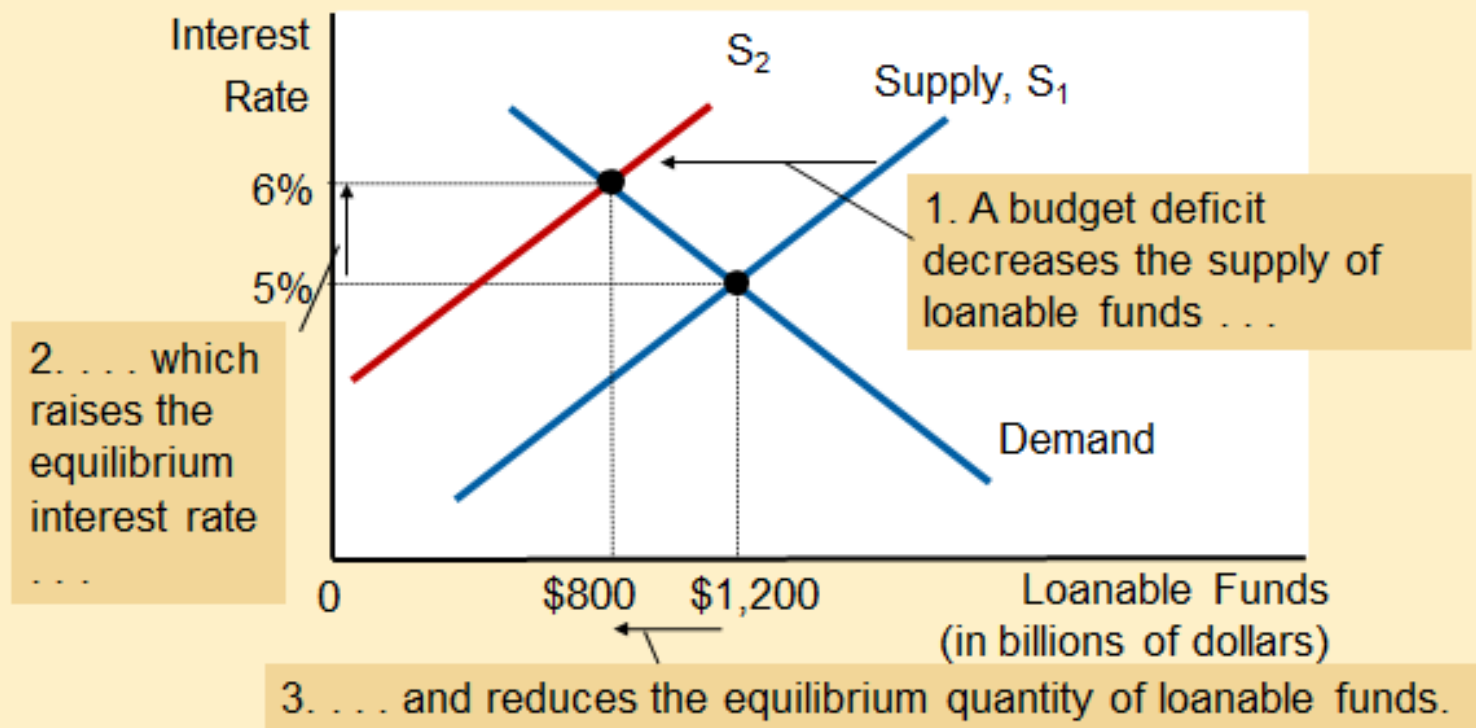 Interest
Rate
S₂
Supply, S₁
6%
1. A budget deficit
decreases the supply of
loanable funds . . .
5%
2. . . . which
raises the
equilibrium
interest rate
. . .
Demand
0
$800
$1,200
Loanable Funds
(in billions of dollars)
3. . . . and reduces the equilibrium quantity of loanable funds.